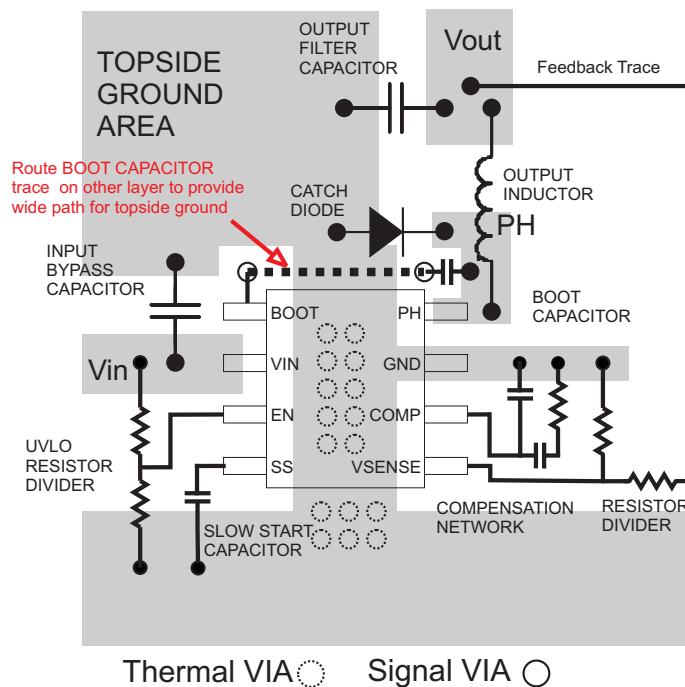 OUTPUT
FILTER
CAPACITOR
Vout
TOPSIDE
GROUND
AREA
Feedback Trace
Route BOOT CAPACITOR
trace on other layer to provide
wide path for topside ground
CATCH
DIODE
OUTPUT
INDUCTOR
PH
INPUT
BYPASS
CAPACITOR
BOOT
CAPACITOR
BOOT
PH
Vin
VIN
GND
EN
COMP
UVLO
RESISTOR
DIVIDER
SS
VSENSE
SLOW START
CAPACITOR
COMPENSATION
NETWORK
RESISTOR
DIVIDER
Thermal VIA
Signal VIA